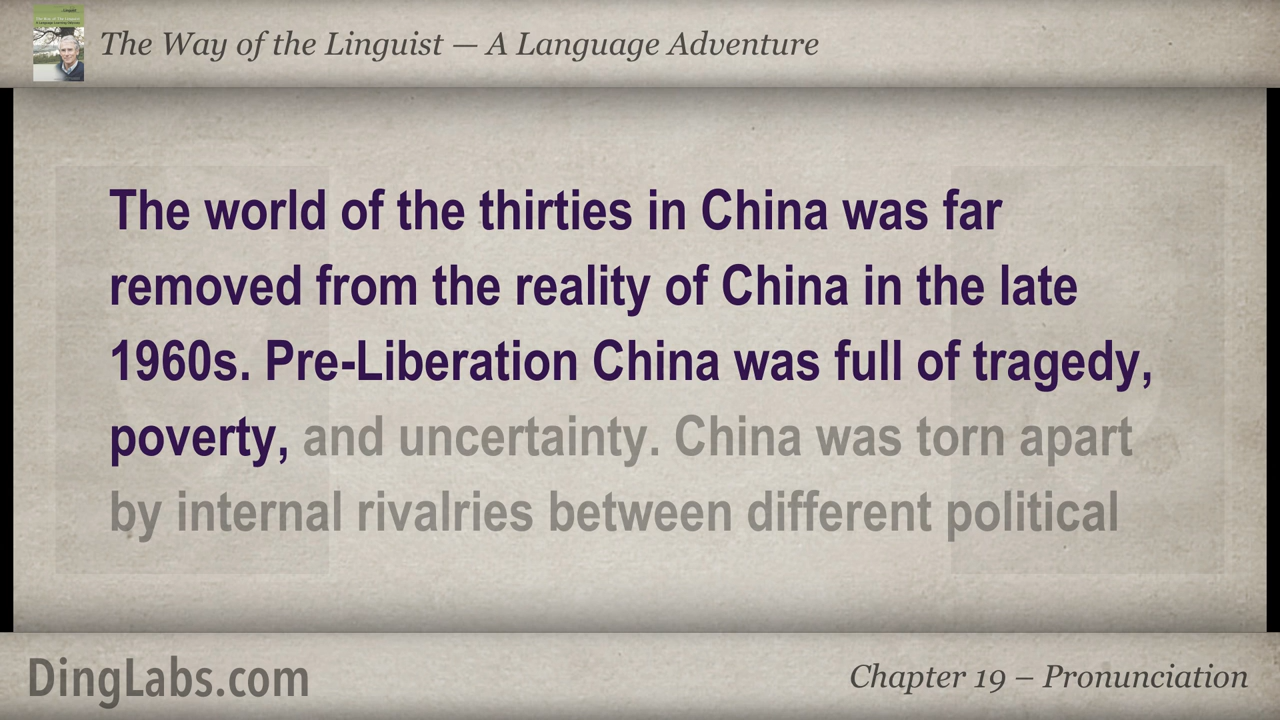 The Way of the Linguist — A Language Adventure
The world of the thirties in China was far
removed from the reality of China in the late
1960s. Pre-Liberation China was full of tragedy,
poverty, and uncertainty. China was torn apart
by internal rivalries between different political
DingLabs.com
Chapter 19 – Pronunciation